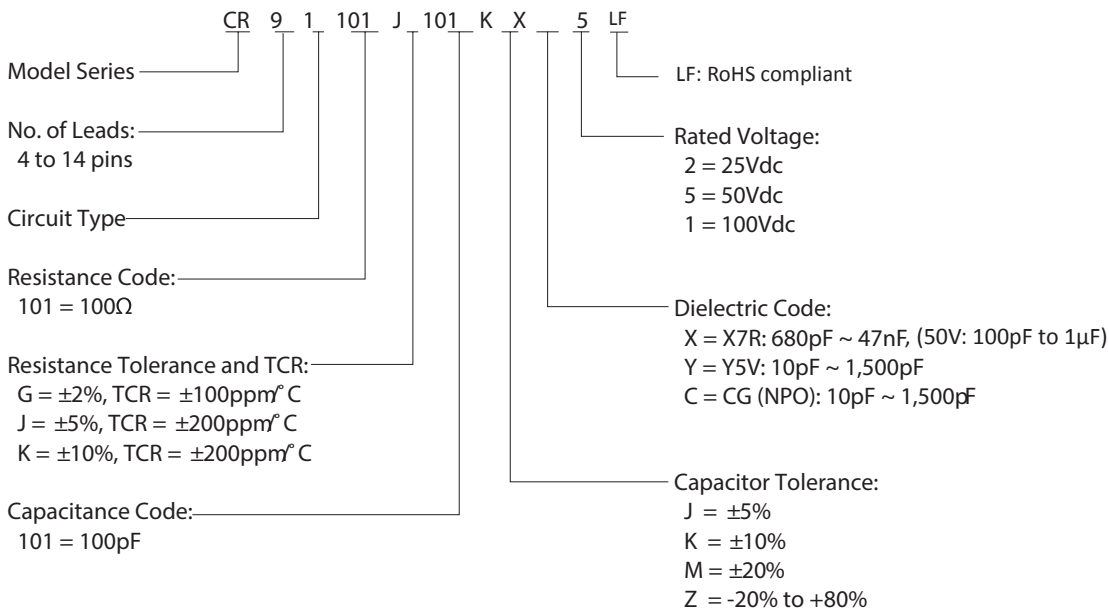 CR 9 1 101 J 101 K X 5 LF
Model Series
No. of Leads:
4 to 14 pins
Circuit Type
Resistance Code:
101 = 100Ω
Resistance Tolerance and TCR:
G = ±2%, TCR = ±100ppm/°C
J = ±5%, TCR = ±200ppm/°C
K = ±10%, TCR = ±200ppm/°C
Capacitance Code:
101 = 100pF
LF: RoHS compliant
Rated Voltage:
2 = 25Vdc
5 = 50Vdc
1 = 100Vdc
Dielectric Code:
X = X7R: 680pF ~ 47nF, (50V: 100pF to 1µF)
Y = Y5V: 10pF ~ 1,500pF
C = CG (NPO): 10pF ~ 1,500pF
Capacitor Tolerance:
J = ±5%
K = ±10%
M = ±20%
Z = -20% to +80%